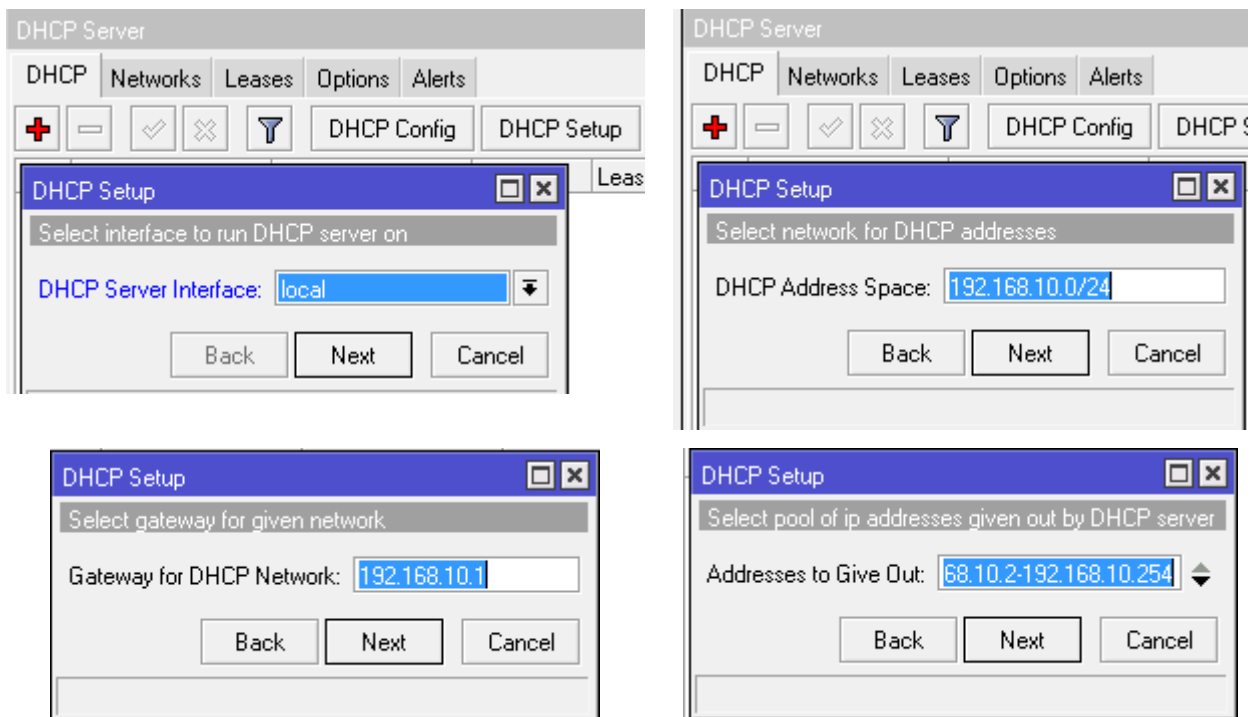 DHCP Server
DHCP Networks Leases Options Alerts
DHCP Config DHCP Setup
Leas
DHCP Setup
Select interface to run DHCP server on
DHCP Server Interface: local
Back Next Cancel
DHCP Server
DHCP Networks Leases Options Alerts
DHCP Config DHCP S
DHCP Setup
Select network for DHCP addresses
DHCP Address Space: 192.168.10.0/24
Back Next Cancel
DHCP Setup
Select gateway for given network
Gateway for DHCP Network: 192.168.10.1
Back Next Cancel
DHCP Setup
Select pool of ip addresses given out by DHCP server
Addresses to Give Out: 68.10.2-192.168.10.254
Back Next Cancel